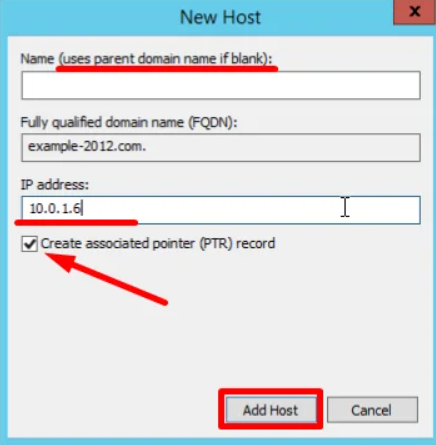 New Host
x
Name (uses parent domain name if blank):
Fully qualified domain name (FQDN):
example-2012.com.
IP address:
10.0.1.6
Create associated pointer (PTR) record
Add Host Cancel